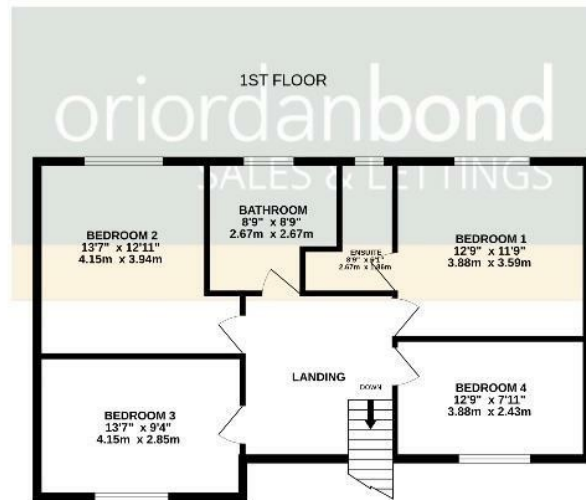 1ST FLOOR
oriordanbond
SALES & LETTINGS
BEDROOM 2
13'7" x 12'11"
4.15m x 3.94m
BATHROOM
8'9" x 8'9"
2.67m x 2.67m
ENSUITE
2.67m x
BEDROOM 1
12'9" x 11'9"
3.88m x 3.59m
LANDING
DOWN
BEDROOM 3
13'7" x 9'4"
4.15m x 2.85m
BEDROOM 4
12'9" x 7'11"
3.88m x 2.43m